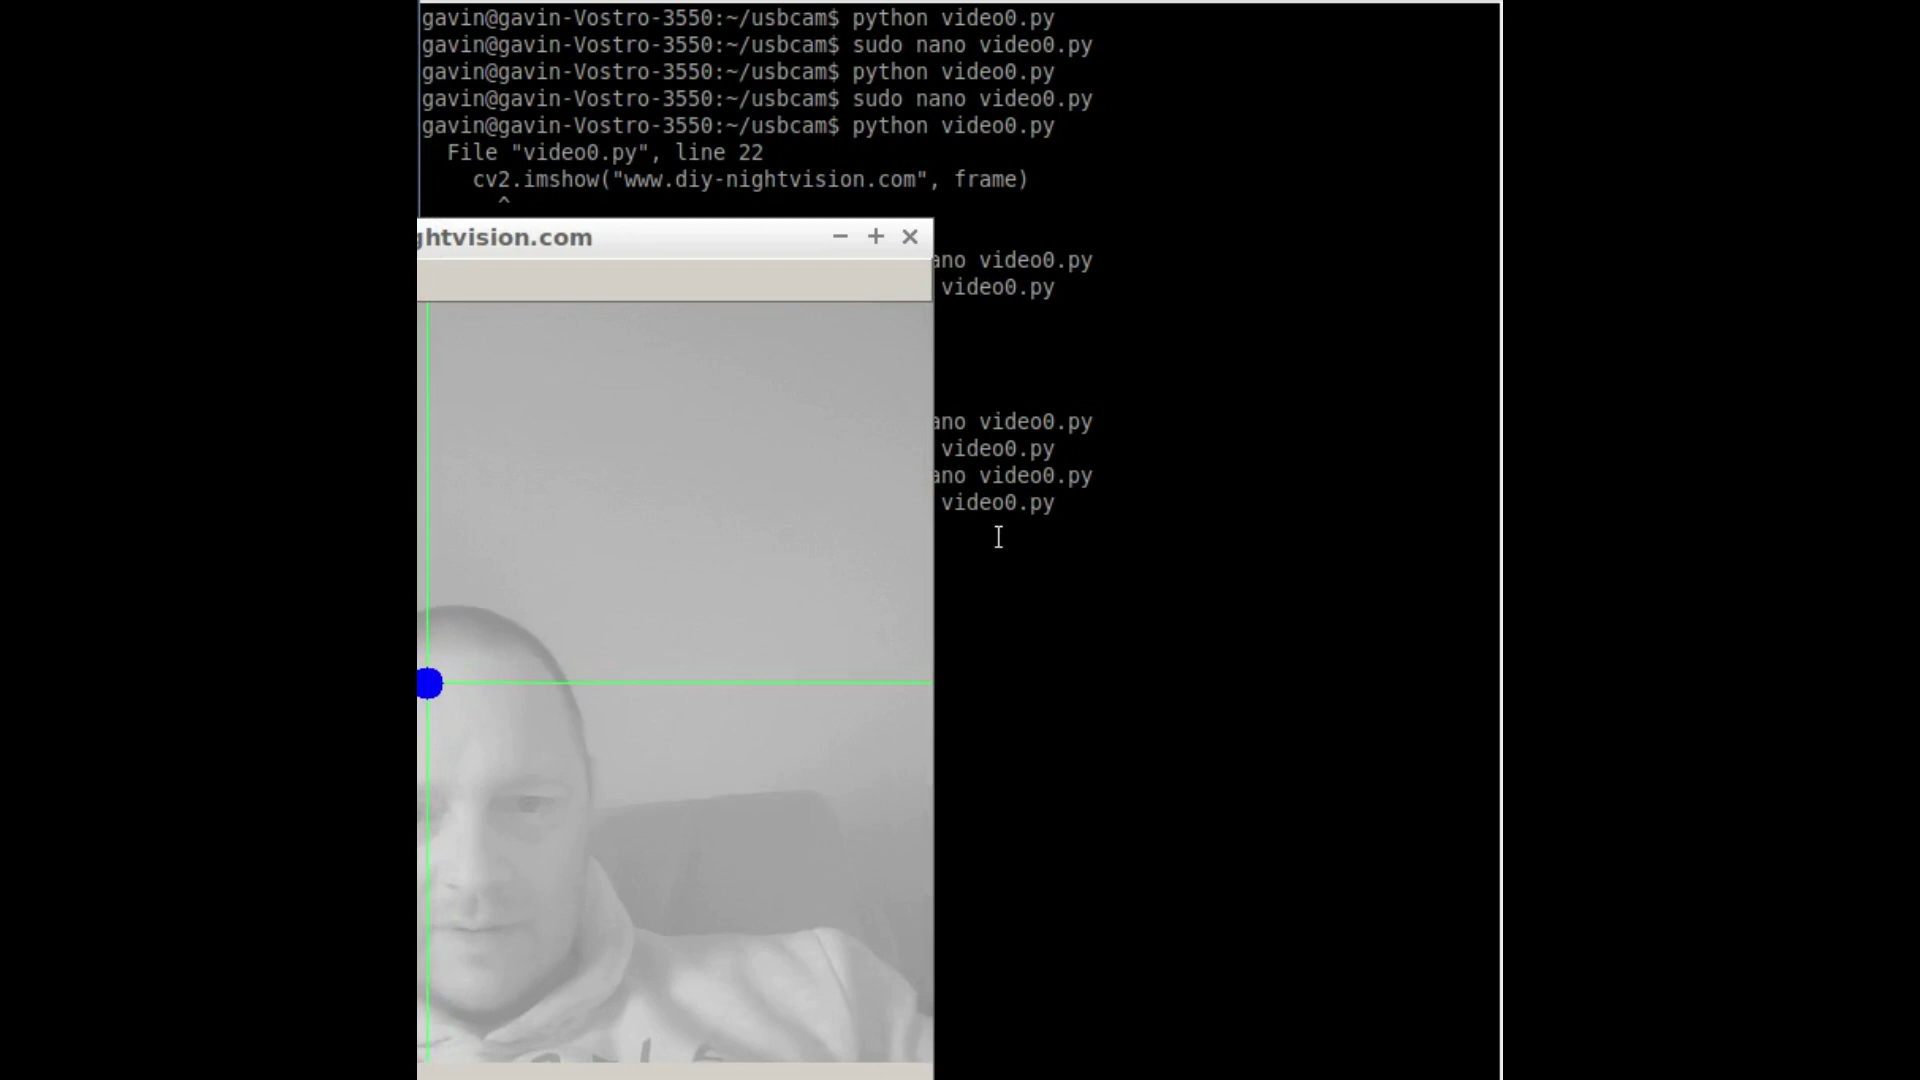 gavin@gavin-Vostro-3550:~/usbcam$ python video0.py
gavin@gavin-Vostro-3550:~/usbcam$ sudo nano video0.py
gavin@gavin-Vostro-3550:~/usbcam$ python video0.py
gavin@gavin-Vostro-3550:~/usbcam$ sudo nano video0.py
gavin@gavin-Vostro-3550:~/usbcam$ python video0.py
File "video0.py", line 22
cv2.imshow("www.diy-nightvision.com", frame)
^
ghtvision.com
ano video0.py
video0.py
ano video0.py
video0.py
ano video0.py
video0.py